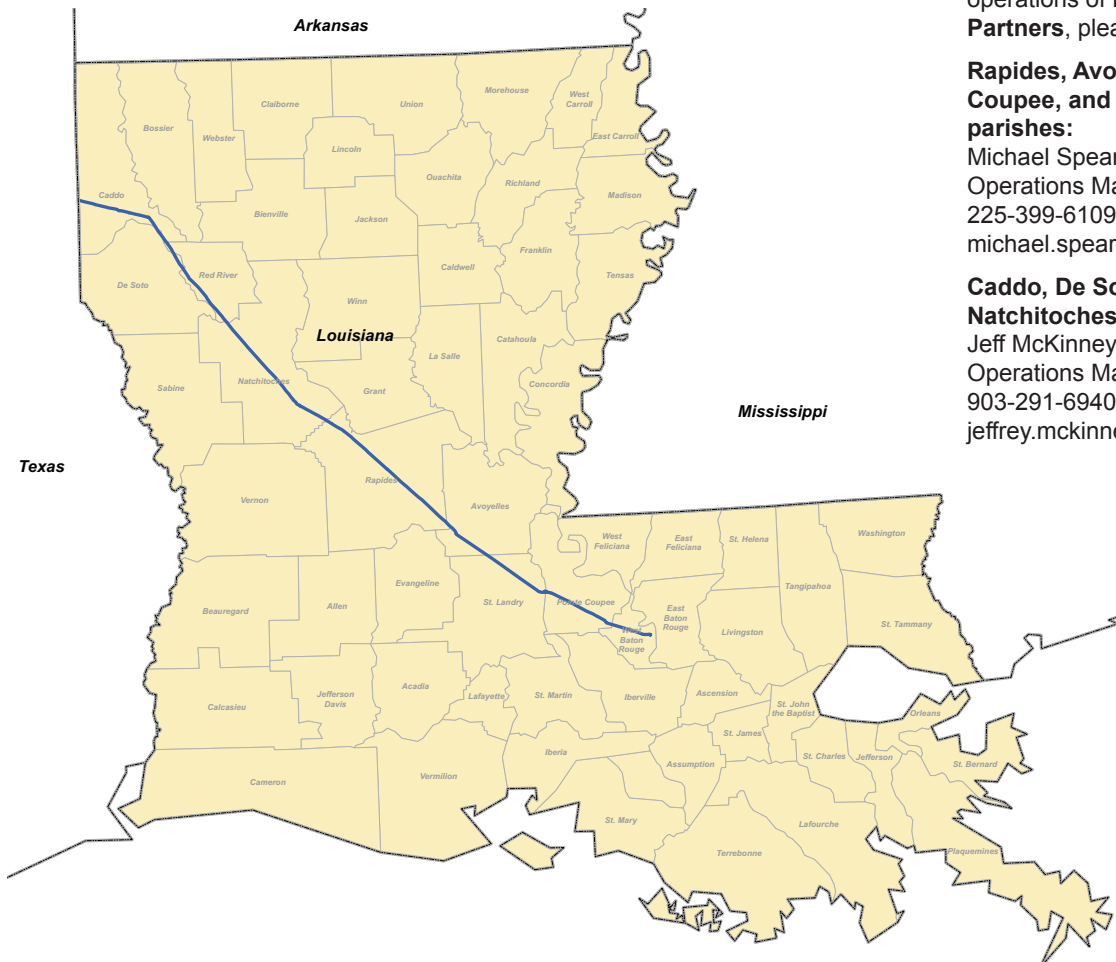 Arkansas
Morehouse
West
Carroll
Claiborne
Union
Bossier
Webster
East Carroll
Lincoln
Ouachita
Richland
Caddo
Madison
Bienville
Jackson
Franklin
Caldwell
Red River
Tensas
De Soto
Winn
Louisiana
Catahoula
La Salle
Natchitoches
Sabine
Grant
Concordia
Mississippi
Texas
Rapides
Vernon
Avoyelles
West
Feliciana
East
Feliciana
St. Helena
Washington
Evangeline
Tangipahoa
St. Landry
Pointe Coupee
Allen
Beauregard
East
Baton
Rouge
St. Tammany
Livingston
West
Baton
Rouge
Acadia
Jefferson
Davis
Lafayette
St. Martin
Iberville
Ascension
Calcasieu
St. John
the Baptist
Orleans
St. James
Iberia
St. Charles
Jefferson
Assumption
St. Bernard
Cameron
Vermilion
St. Mary
Lafourche
Terrebonne
Plaquemines
Partners, plea
Rapides, Avo
Coupee, and
parishes:
Michael Spear
Operations Ma
225-399-6109
michael.spear
Caddo, De So
Natchitoches
Jeff McKinney
Operations Ma
903-291-6940
jeffrey.mckinne